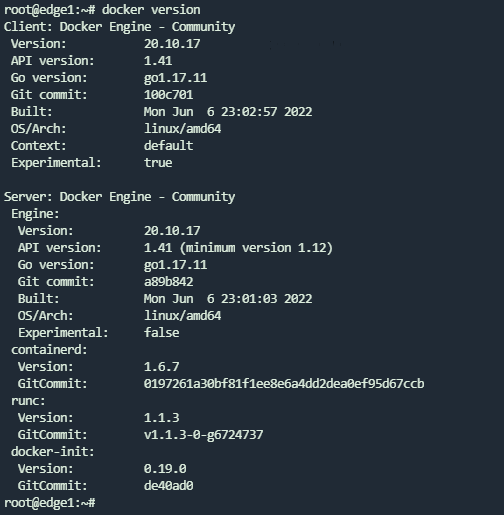 root@edge1:~# docker version
Client: Docker Engine - Community
 Version:           20.10.17
 API version:       1.41
 Go version:        go1.17.11
 Git commit:        100c701
 Built:             Mon Jun  6 23:02:57 2022
 OS/Arch:           linux/amd64
 Context:           default
 Experimental:      true

Server: Docker Engine - Community
 Engine:
  Version:          20.10.17
  API version:      1.41 (minimum version 1.12)
  Go version:       go1.17.11
  Git commit:       a89b842
  Built:            Mon Jun  6 23:01:03 2022
  OS/Arch:          linux/amd64
  Experimental:     false
 containerd:
  Version:          1.6.7
  GitCommit:        0197261a30bf81f1ee8e6a4dd2dea0ef95d67ccb
 runc:
  Version:          1.1.3
  GitCommit:        v1.1.3-0-g6724737
 docker-init:
  Version:          0.19.0
  GitCommit:        de40ad0
root@edge1:~#